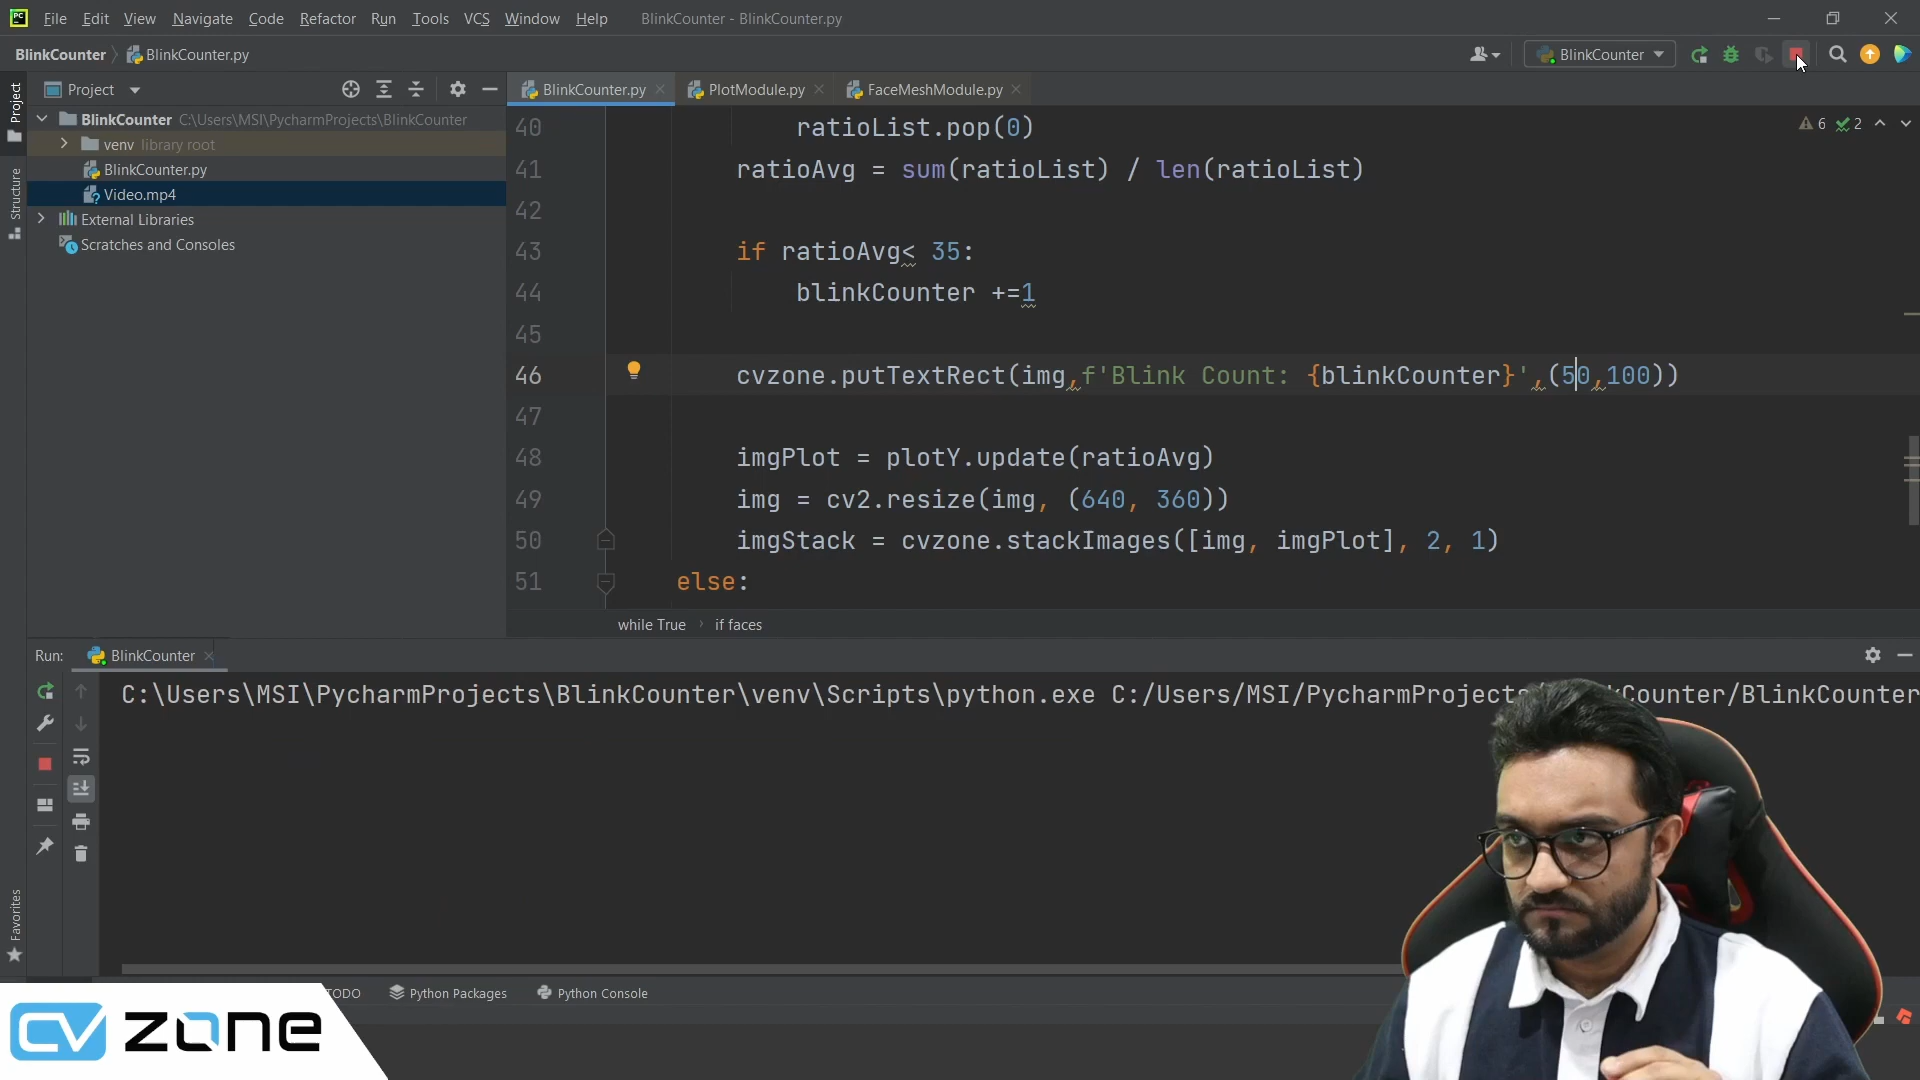 File Edit View Navigate Code Refactor Run Tools VCS Window Help BlinkCounter - BlinkCounter.py
BlinkCounter BlinkCounter.py BlinkCounter
Project
Structure
Favorites
Project
BlinkCounter C:\Users\MSI\PycharmProjects\BlinkCounter
venv library root
BlinkCounter.py
Video.mp4
External Libraries
Scratches and Consoles
BlinkCounter.py PlotModule.py FaceMeshModule.py
6 2
40 ratioList.pop(0)
41 ratioAvg = sum(ratioList) / len(ratioList)
42
43 if ratioAvg< 35:
44 blinkCounter +=1
45
46 cvzone.putTextRect(img,f'Blink Count: {blinkCounter}',(50,100))
47
48 imgPlot = plotY.update(ratioAvg)
49 img = cv2.resize(img, (640, 360))
50 imgStack = cvzone.stackImages([img, imgPlot], 2, 1)
51 else:
while True if faces
Run: BlinkCounter
C:\Users\MSI\PycharmProjects\BlinkCounter\venv\Scripts\python.exe C:/Users/MSI/PycharmProjects Counter/BlinkCounter
TODO Python Packages Python Console
CV zone